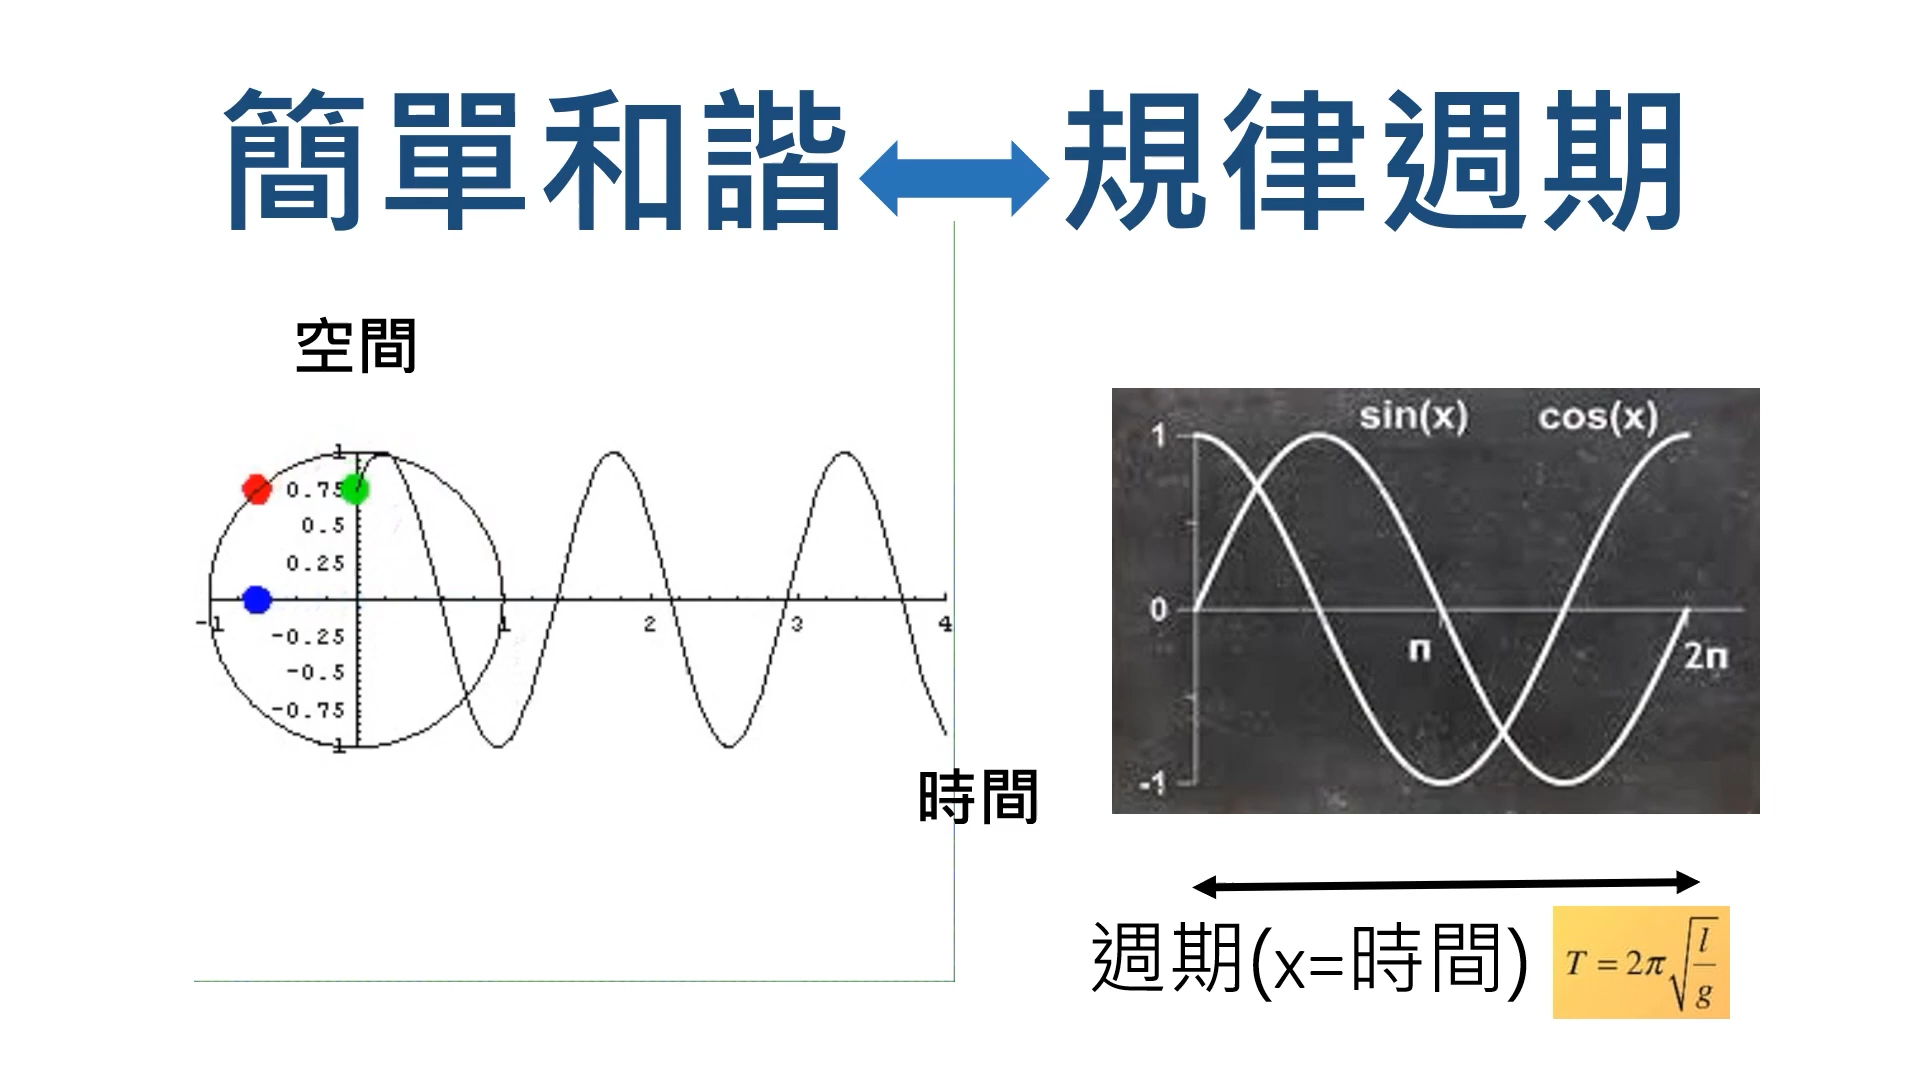 簡單和諧 規律週期
空間
1
0.75
0.5
0.25
-1 1 2 3 4
-0.25
-0.5
-0.75
1
時間
sin(x) cos(x)
1
0
π
2π
-1
週期(x=時間)
T = 2π√(l/g)